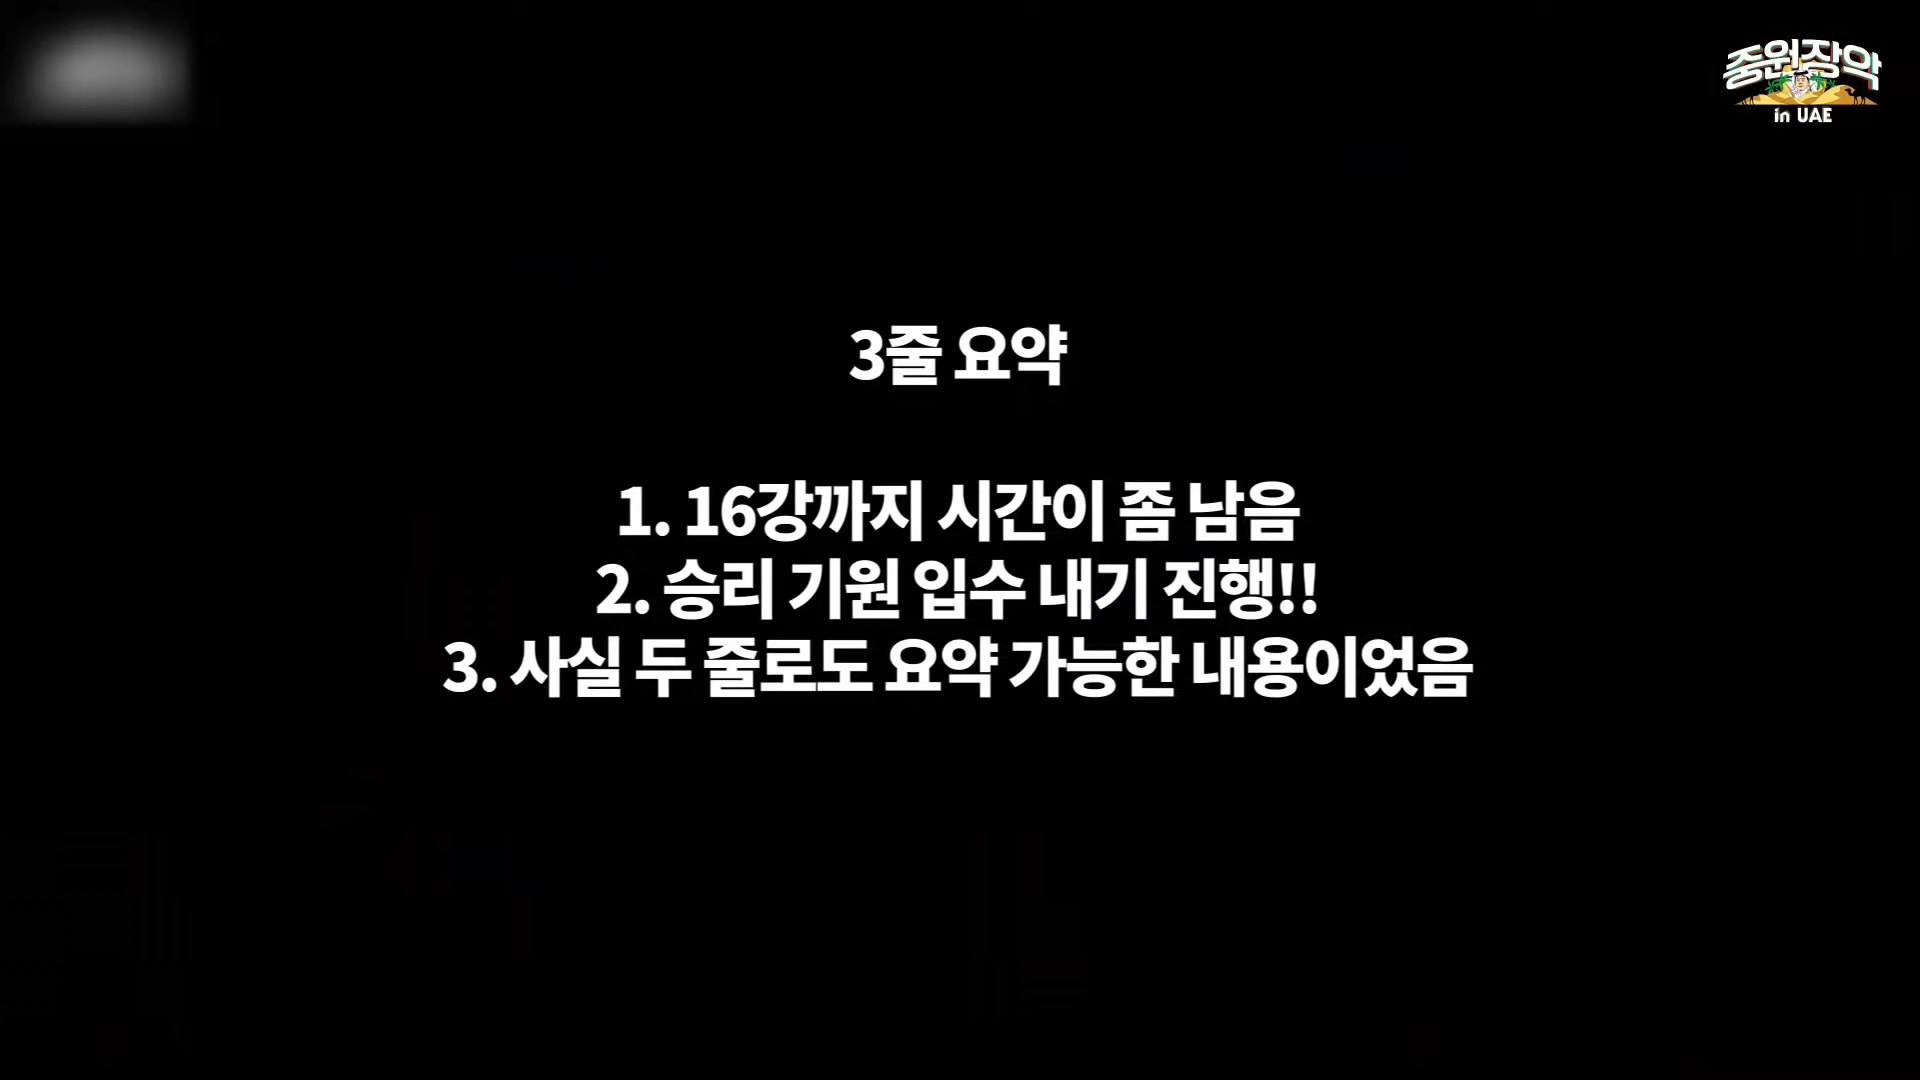 중원장악
in UAE
3줄 요약
1. 16강까지 시간이 좀 남음
2. 승리 기원 입수 내기 진행!!
3. 사실 두 줄로도 요약 가능한 내용이었음